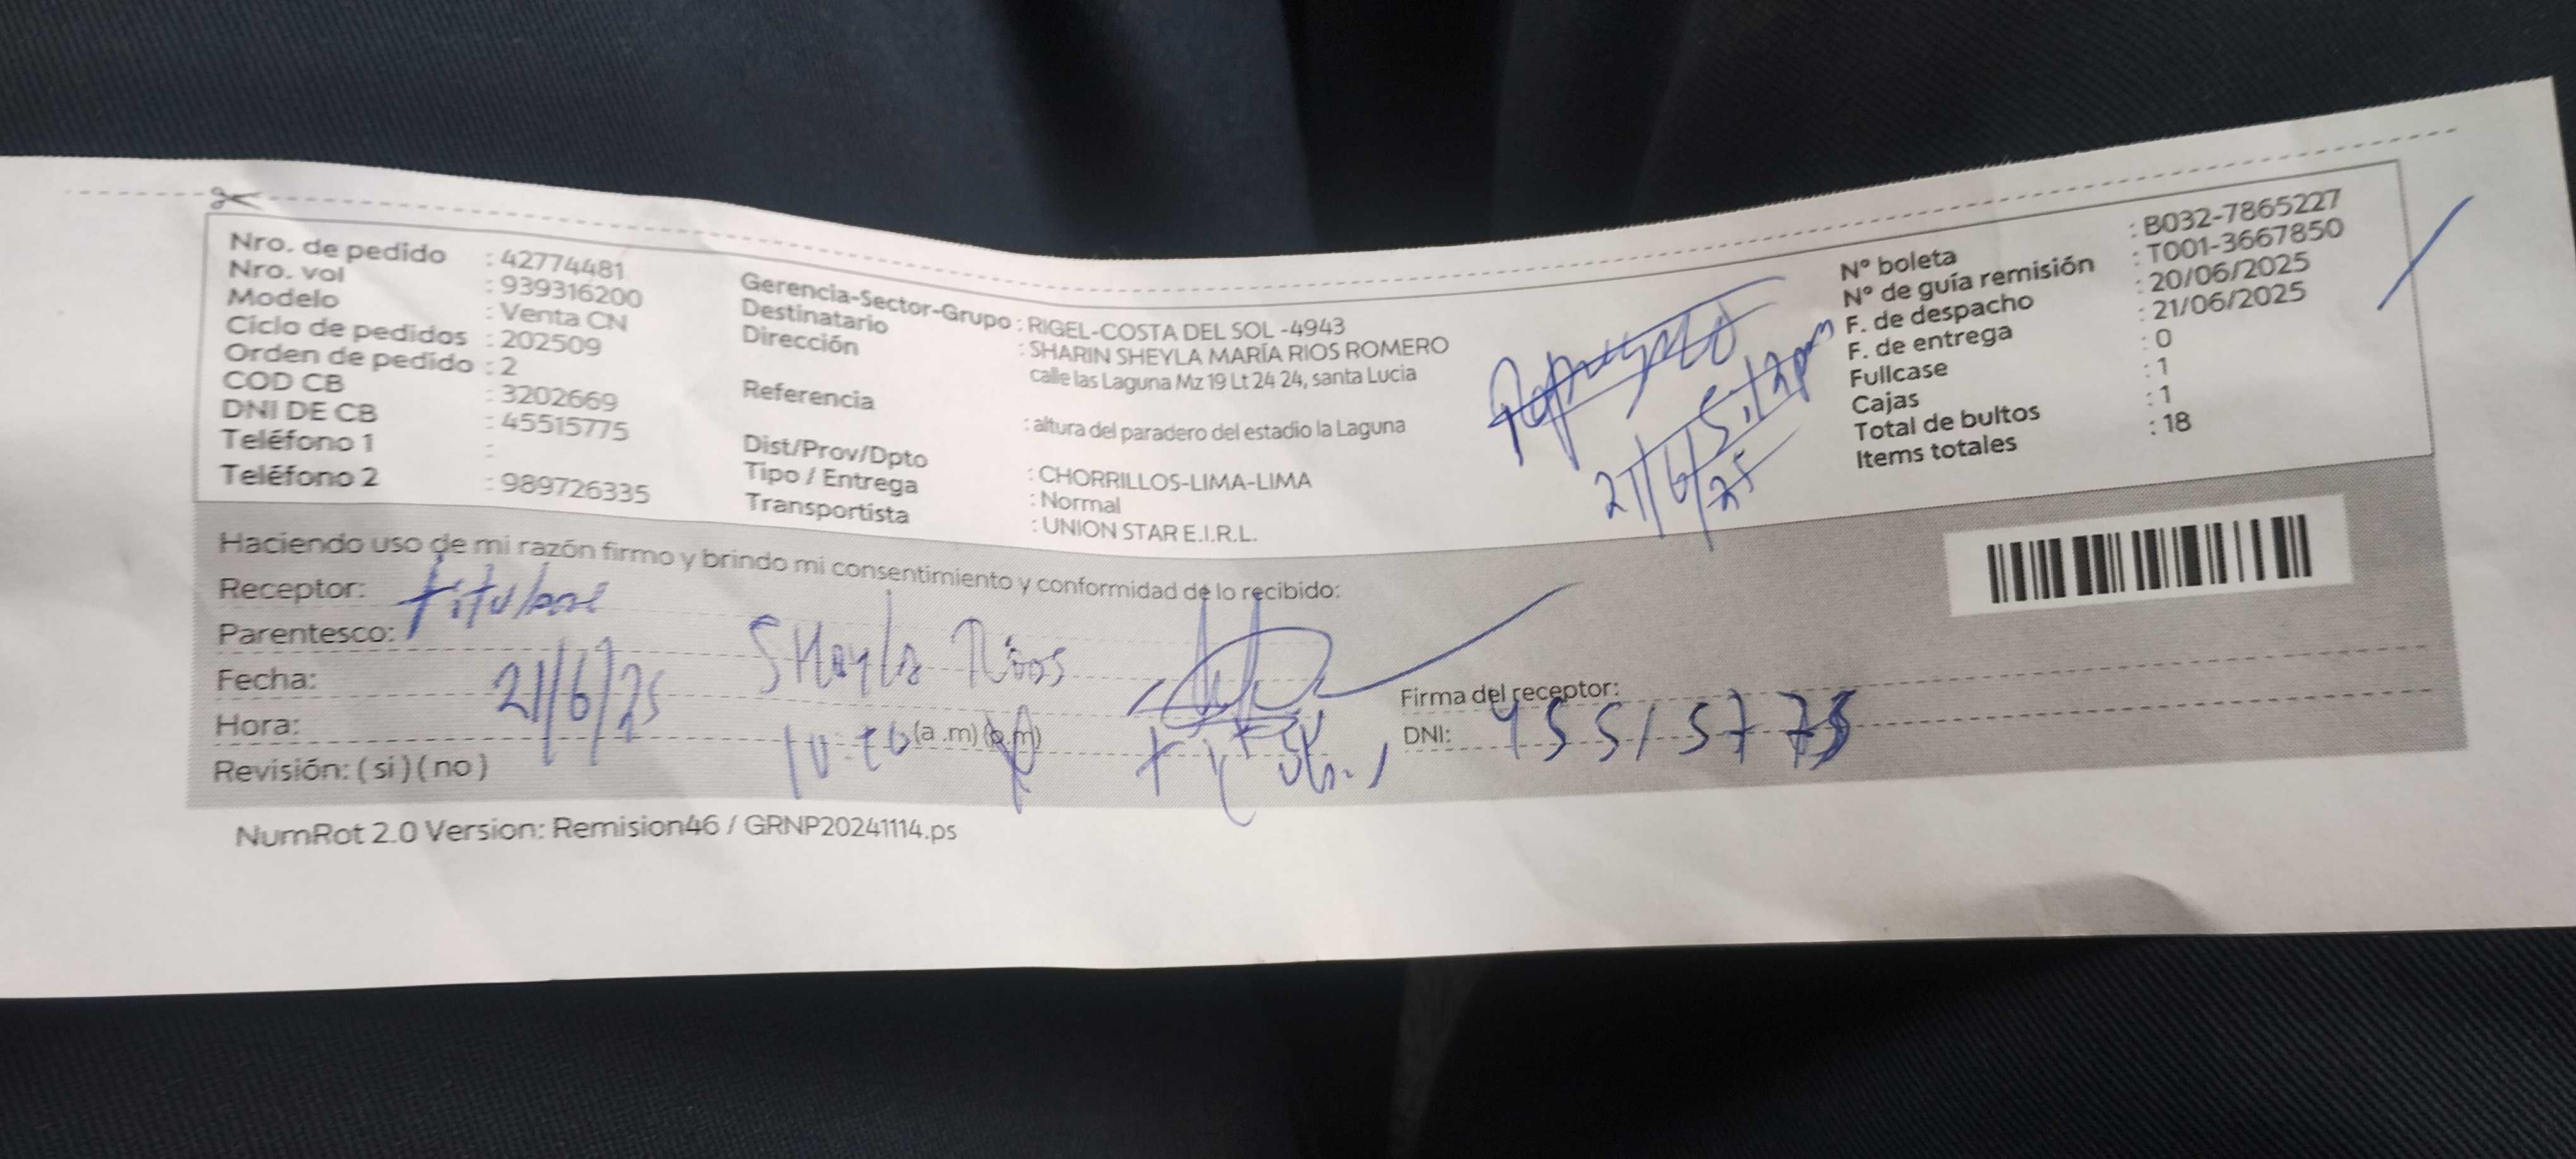 Nro. de pedido : 42774481
Nro. vol : 939316200
Modelo : Venta CN
Ciclo de pedidos : 202509
Orden de pedido : 2
COD CB : 3202669
DNI DE CB : 45515775
Teléfono 1 :
Teléfono 2 : 989726335
Gerencia-Sector-Grupo : RIGEL-COSTA DEL SOL -4943
Destinatario : SHARIN SHEYLA MARÍA RIOS ROMERO
Dirección calle las Laguna Mz 19 Lt 24 24, santa Lucia
Referencia : altura del paradero del estadio la Laguna
Dist/Prov/Dpto : CHORRILLOS-LIMA-LIMA
Tipo / Entrega : Normal
Transportista : UNION STAR E.I.R.L.
21/6/25
N° boleta : B032-7865227
N° de guía remisión : T001-3667850
F. de despacho : 20/06/2025
F. de entrega : 21/06/2025
Fullcase : 0
Cajas : 1
Total de bultos : 1
Items totales : 18
Haciendo uso de mi razón firmo y brindo mi consentimiento y conformidad de lo recibido:
Receptor: titular
Parentesco: SHeyla Rios
Fecha: 21/6/25
Hora: (a .m) (p.m)
Revisión: ( si ) ( no )
Firma del receptor:
DNI: 45515775
NumRot 2.0 Version: Remision46 / GRNP20241114.ps